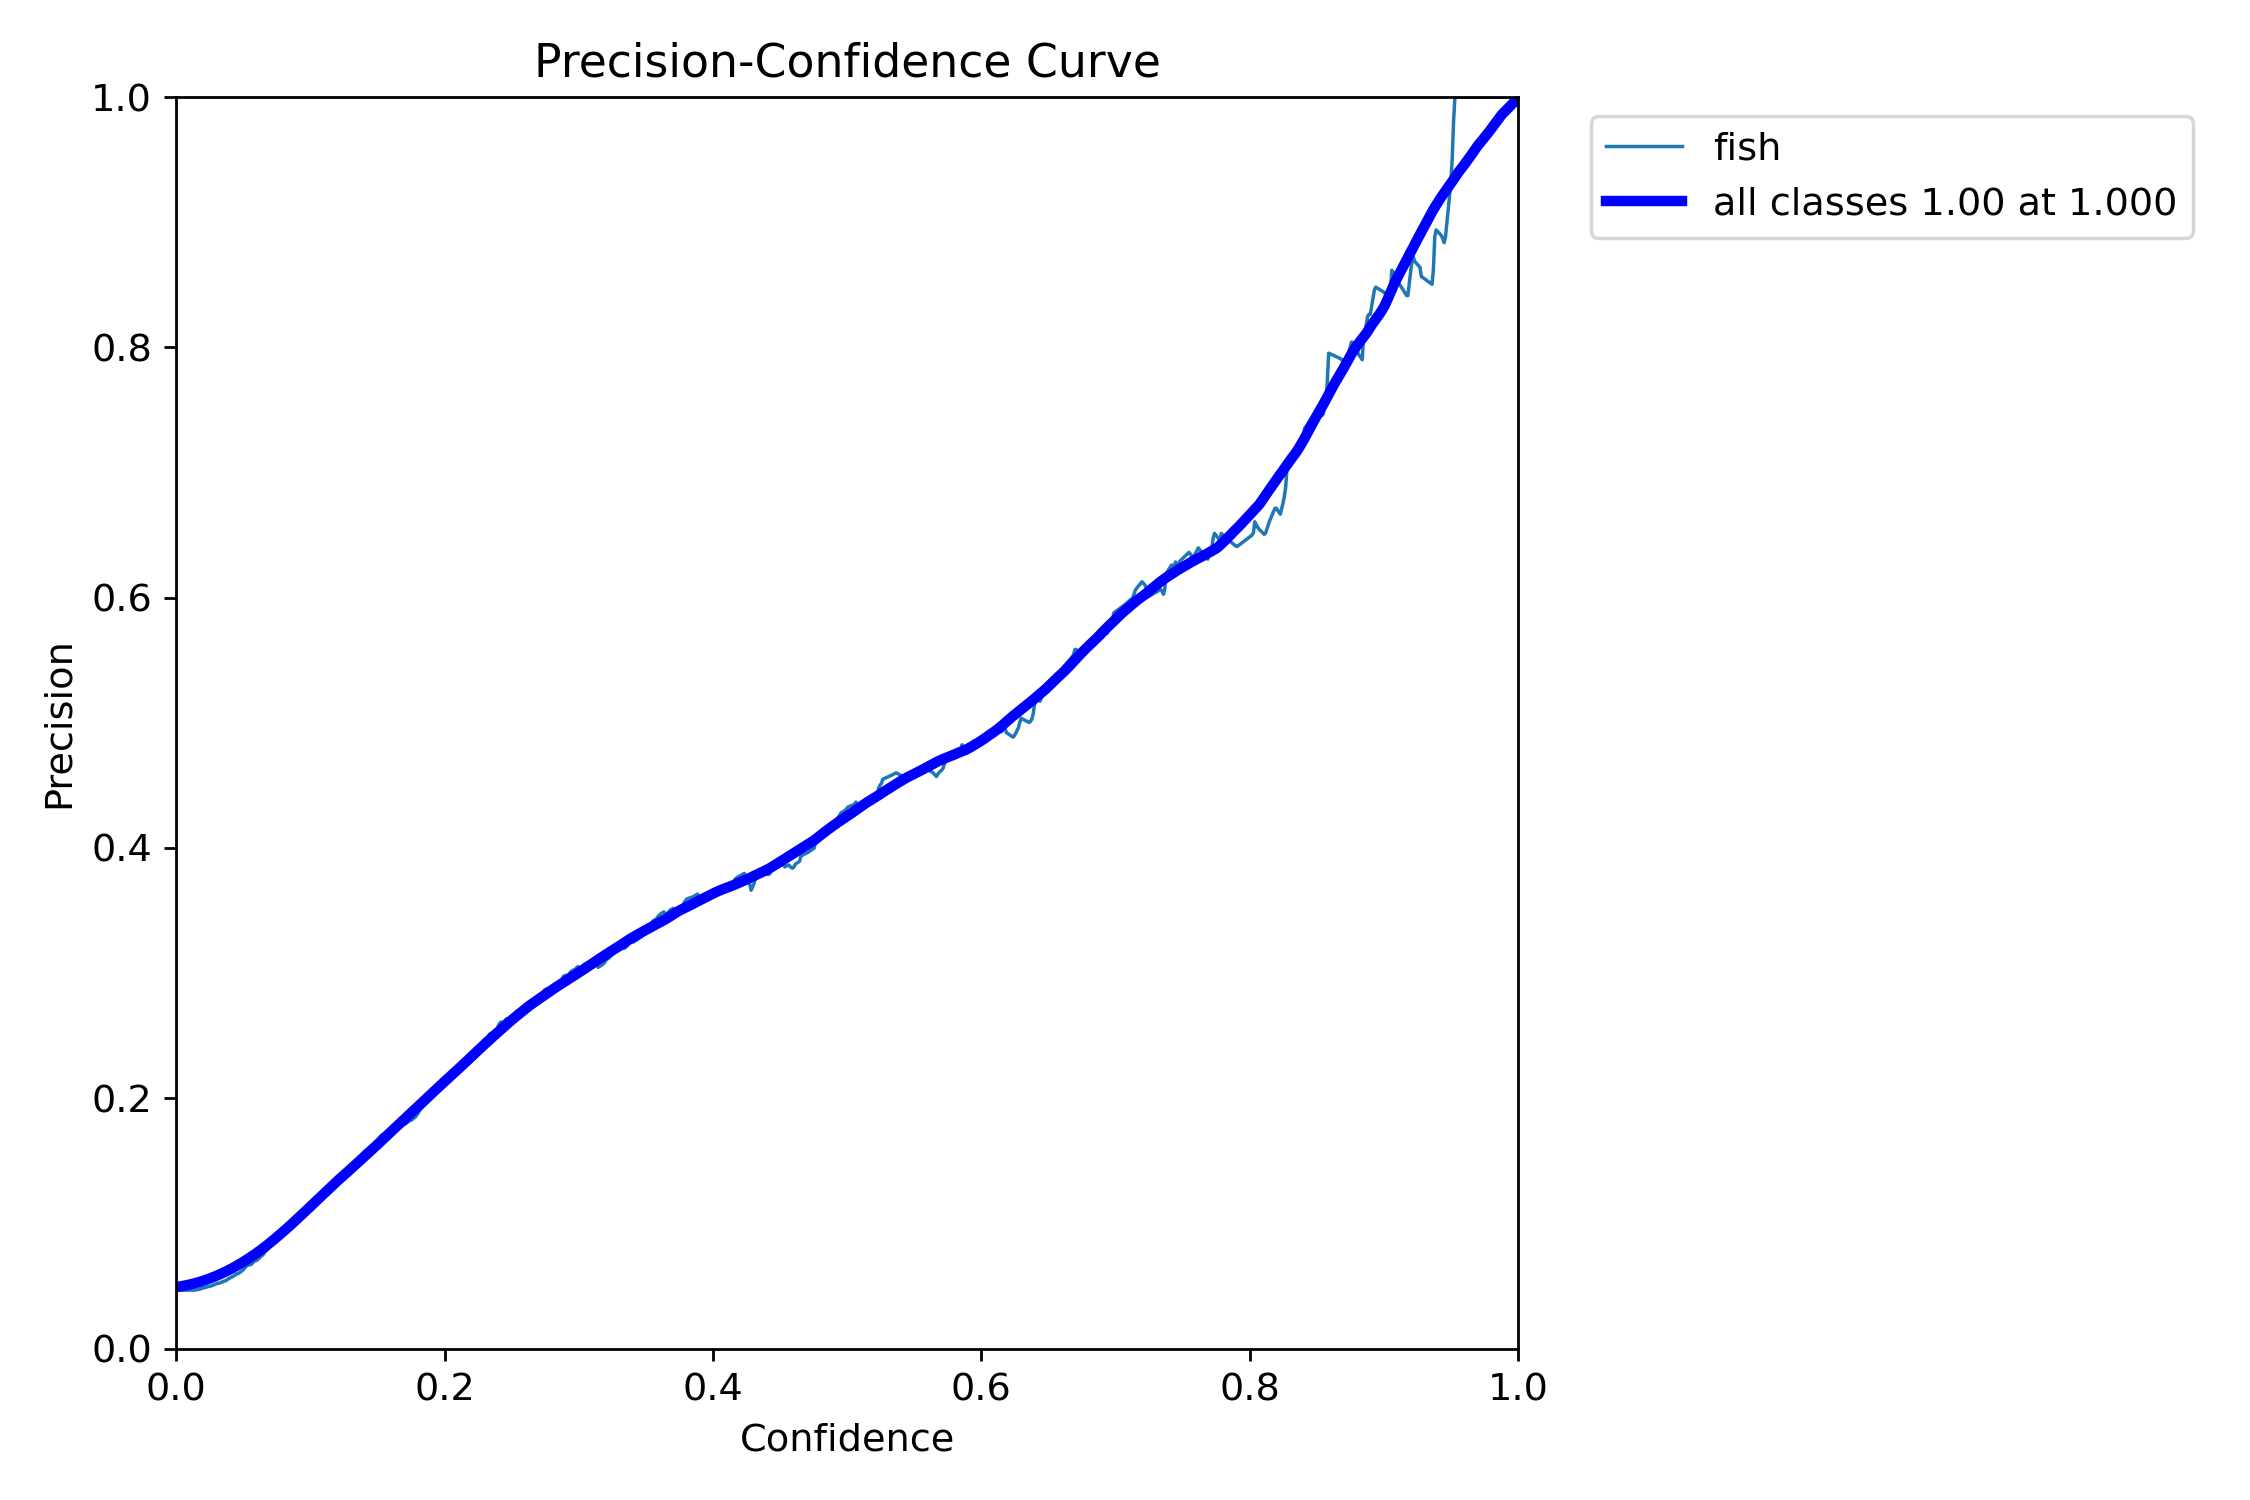 Precision-Confidence Curve
fish
all classes 1.00 at 1.000
1.0
0.8
0.6
0.4
0.2
0.0
Precision
0.0 0.2 0.4 0.6 0.8 1.0
Confidence